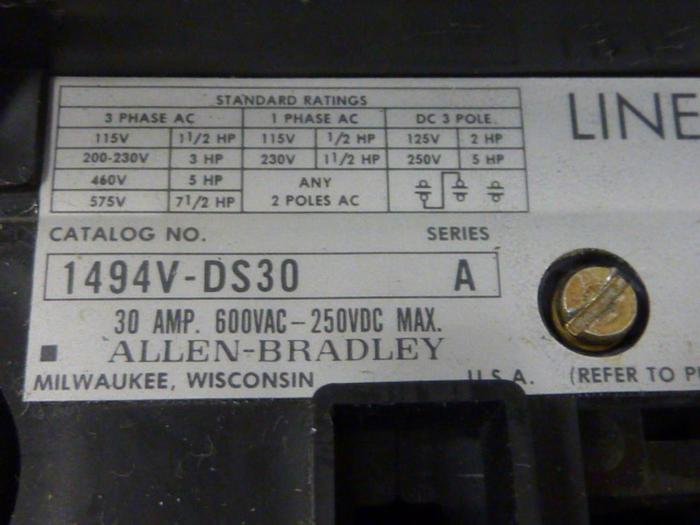 STANDARD RATINGS
3 PHASE AC 1 PHASE AC DC 3 POLE
115V 1 1/2 HP 115V 1/2 HP 125V 2 HP
200-230V 3 HP 230V 1 1/2 HP 250V 5 HP
460V 5 HP ANY
575V 7 1/2 HP 2 POLES AC
LINE
CATALOG NO. SERIES
1494V-DS30 A
30 AMP. 600VAC-250VDC MAX.
ALLEN-BRADLEY
MILWAUKEE, WISCONSIN U.S.A. (REFER TO